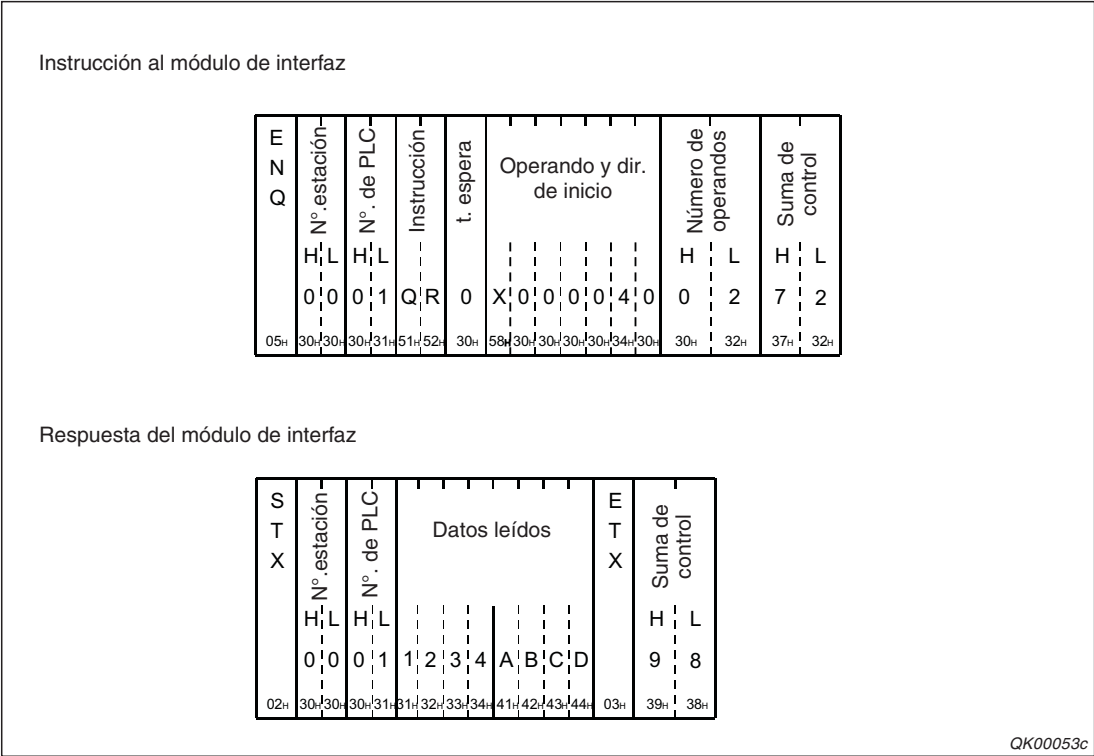 Instrucción al módulo de interfaz
E N Q
N°.estación
N°. de PLC
Instrucción
t. espera
Operando y dir.
de inicio
Número de
operandos
Suma de
control
H L H L H L H L
0 0 0 1 Q R 0 X 0 0 0 0 4 0 0 2 7 2
05H 30H 30H 30H 31H 51H 52H 30H 58H 30H 30H 30H 30H 34H 30H 30H 32H 37H 32H
Respuesta del módulo de interfaz
S T X
N°.estación
N°. de PLC
Datos leídos
E T X
Suma de
control
H L H L H L
0 0 0 1 1 2 3 4 A B C D 9 8
02H 30H 30H 30H 31H 31H 32H 33H 34H 41H 42H 43H 44H 03H 39H 38H
QK00053c